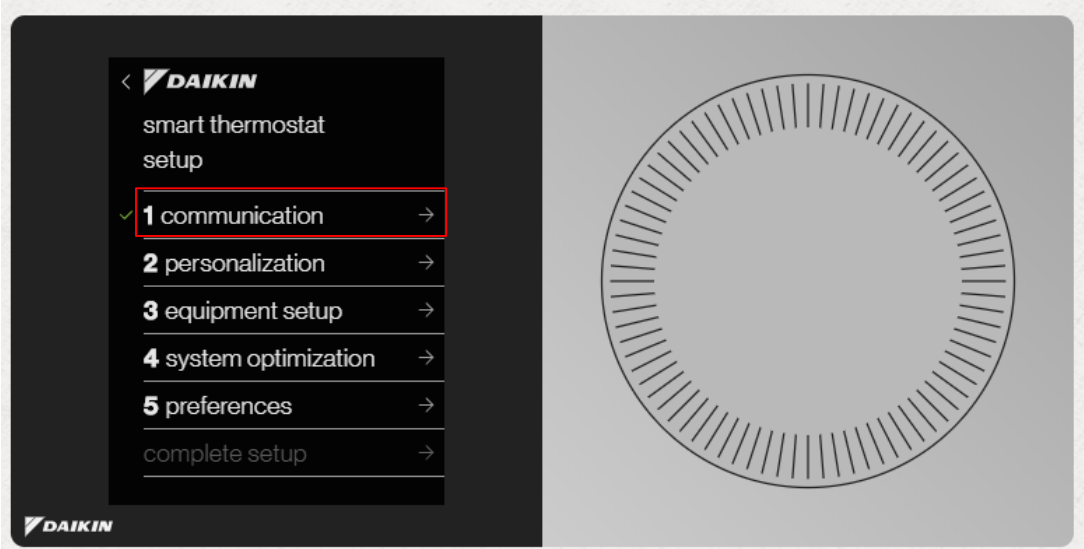 < DAIKIN
smart thermostat
setup
✓ 1 communication →
2 personalization →
3 equipment setup →
4 system optimization →
5 preferences →
complete setup →
DAIKIN